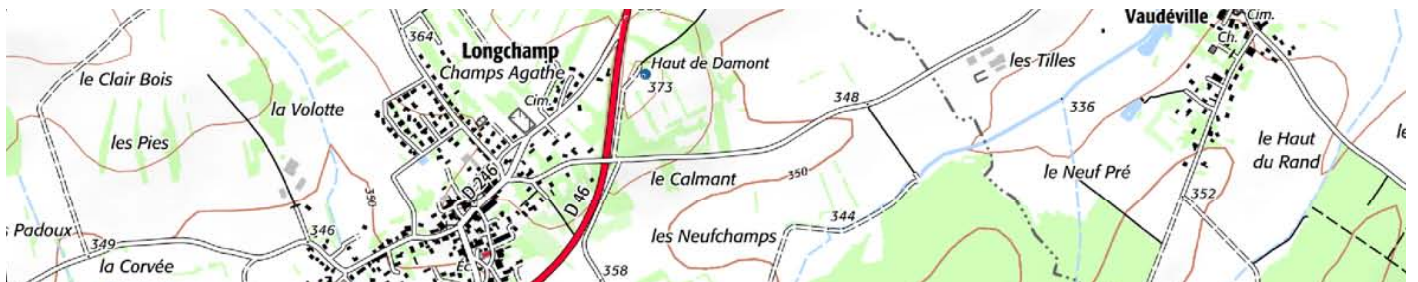 Vaudéville
Cim.
364
Longchamp
Ch.
Champs Agathe
Haut de Damont
les Tilles
le Clair Bois
373
348
336
la Volotte
Cim.
les Pies
le Haut
du Rand
D 246
le Calmant
350
le Neuf Pré
350
D 46
352
344
Padoux
346
les Neufchamps
349
la Corvée
Éc.
358